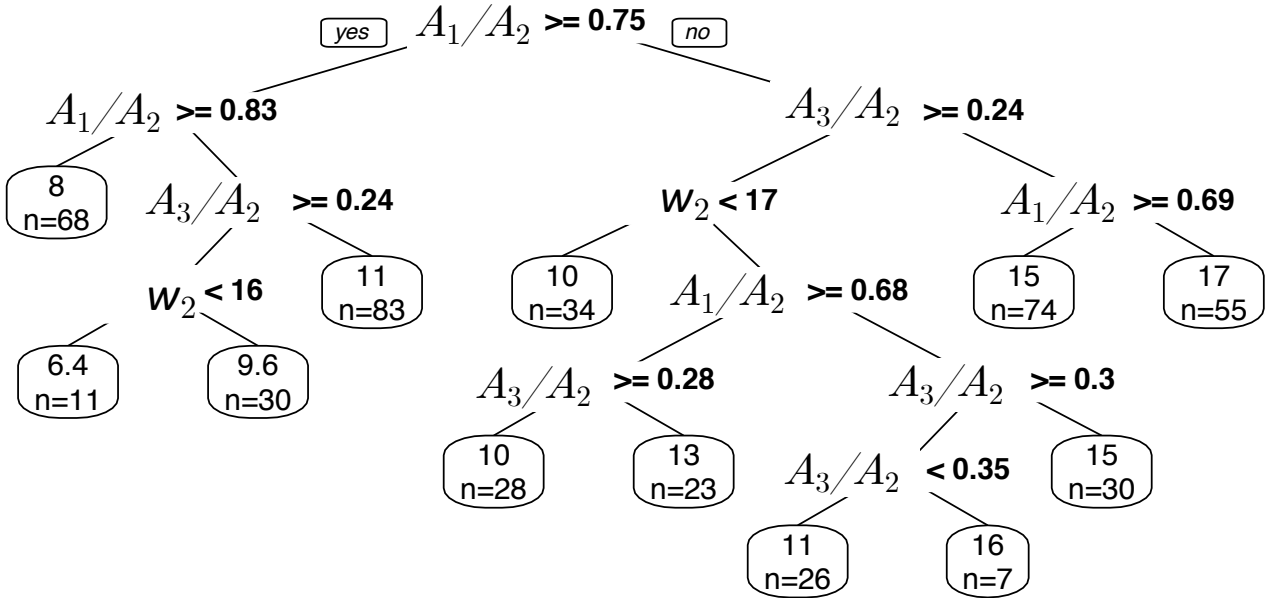 yes A₁/A₂ >= 0.75 no
A₁/A₂ >= 0.83
A₃/A₂ >= 0.24
8
n=68
A₃/A₂ >= 0.24
w₂ < 17
A₁/A₂ >= 0.69
w₂ < 16
11
n=83
10
n=34
A₁/A₂ >= 0.68
15
n=74
17
n=55
6.4
n=11
9.6
n=30
A₃/A₂ >= 0.28
A₃/A₂ >= 0.3
10
n=28
13
n=23
A₃/A₂ < 0.35
15
n=30
11
n=26
16
n=7